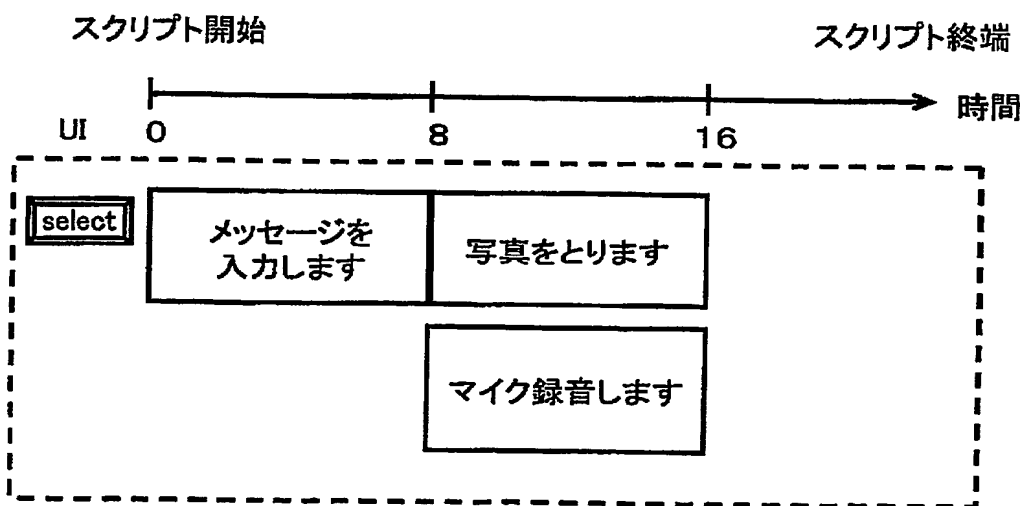 スクリプト開始
スクリプト終端
時間
UI
0
8
16
select
メッセージを
入力します
写真をとります
マイク録音します